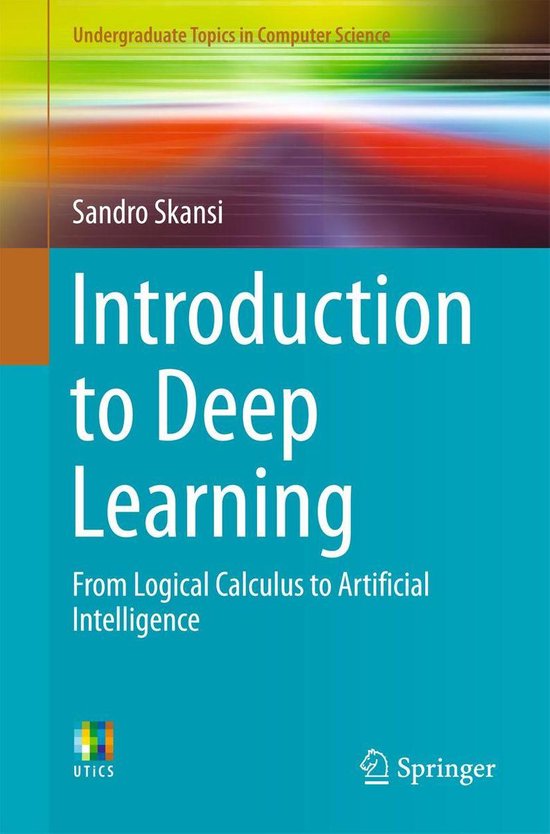 Undergraduate Topics in Computer Science
Sandro Skansi
Introduction
to Deep
Learning
From Logical Calculus to Artificial
Intelligence
UTiCS
Springer